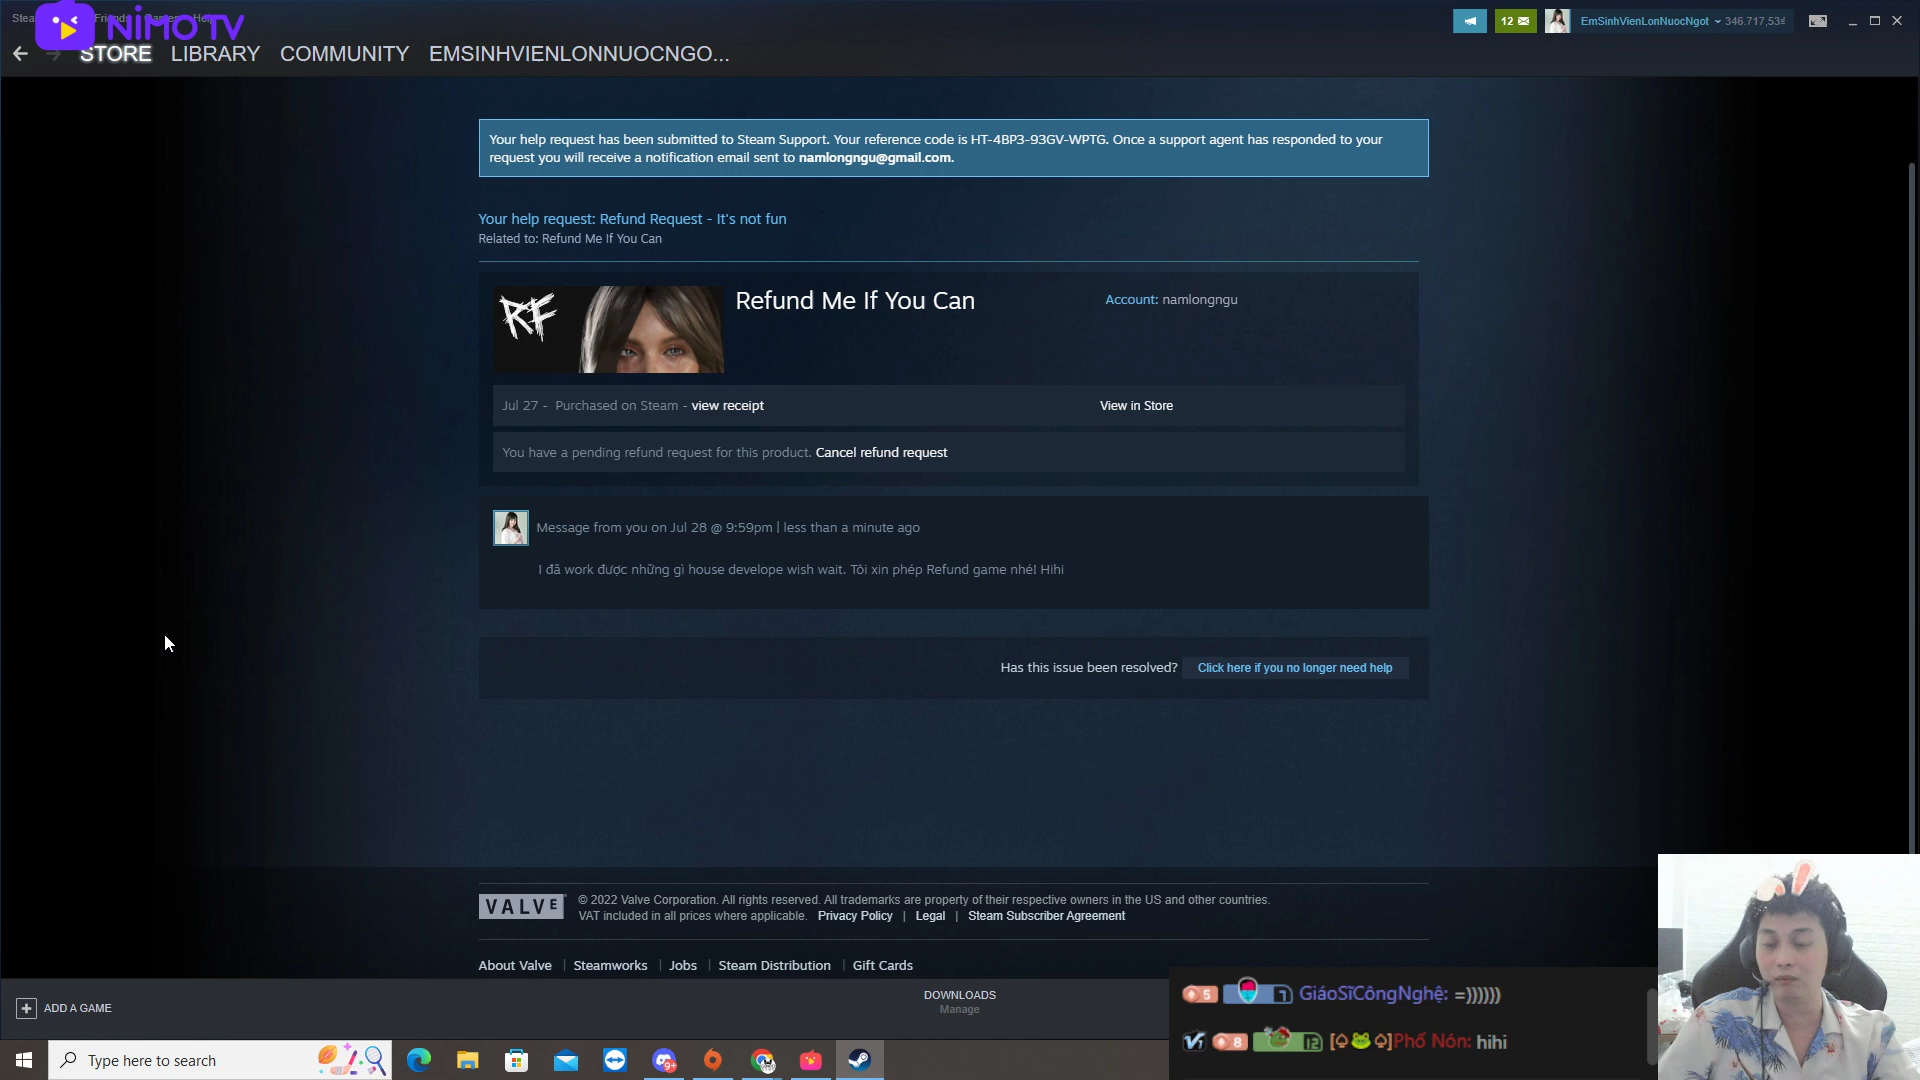 NIMO TV
Friends Games Help
EmSinhVienLonNuocNgot 346.717,53₫
12
STORE LIBRARY COMMUNITY EMSINHVIENLONNUOCNGO...
Your help request has been submitted to Steam Support. Your reference code is HT-4BP3-93GV-WPTG. Once a support agent has responded to your
request you will receive a notification email sent to namlongngu@gmail.com.
Your help request: Refund Request - It's not fun
Related to: Refund Me If You Can
RF
Refund Me If You Can
Account: namlongngu
Jul 27 - Purchased on Steam - view receipt
View in Store
You have a pending refund request for this product. Cancel refund request
Message from you on Jul 28 @ 9:59pm | less than a minute ago
I đã work được những gì house develope wish wait. Tôi xin phép Refund game nhé! Hihi
Has this issue been resolved? Click here if you no longer need help
VALVE
© 2022 Valve Corporation. All rights reserved. All trademarks are property of their respective owners in the US and other countries.
VAT included in all prices where applicable. Privacy Policy | Legal | Steam Subscriber Agreement
About Valve | Steamworks | Jobs | Steam Distribution | Gift Cards
ADD A GAME
DOWNLOADS
Manage
5 7 GiáoSĩCôngNghệ: =))))))
8 12 Phố Nón: hihi
Type here to search
9+